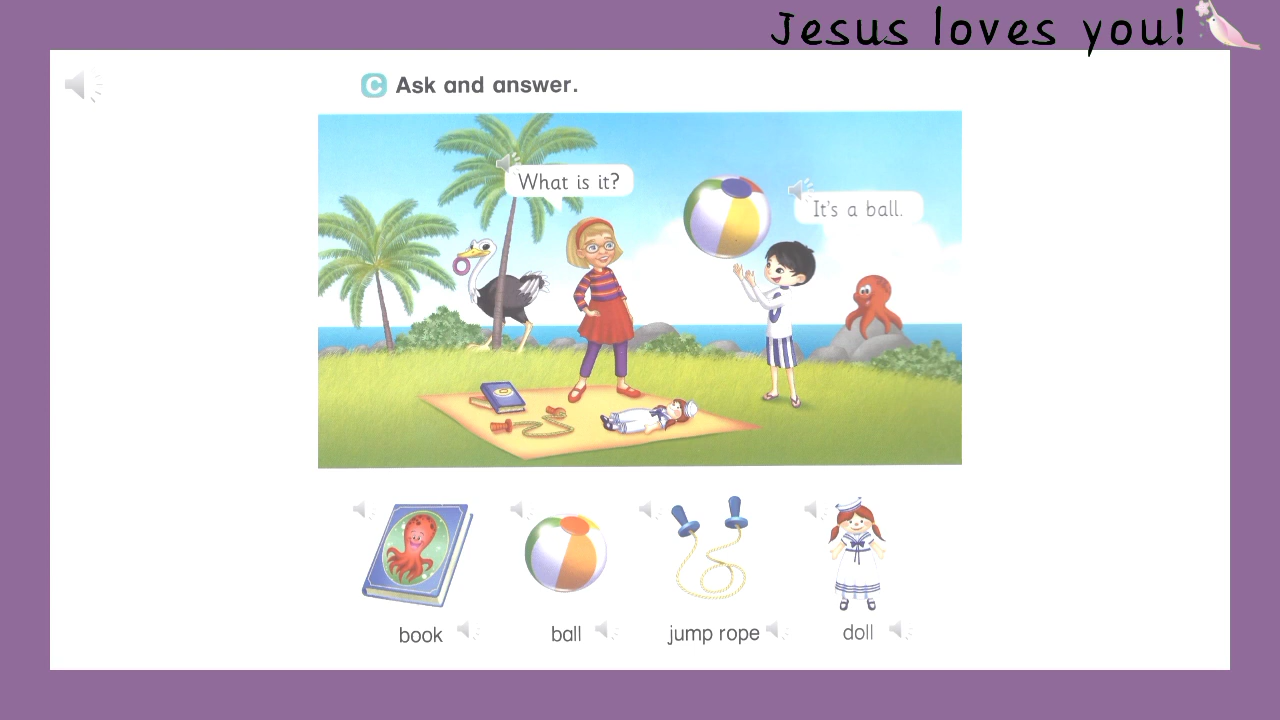 Jesus loves you!
C Ask and answer.
What is it?
It's a ball.
book
ball
jump rope
doll